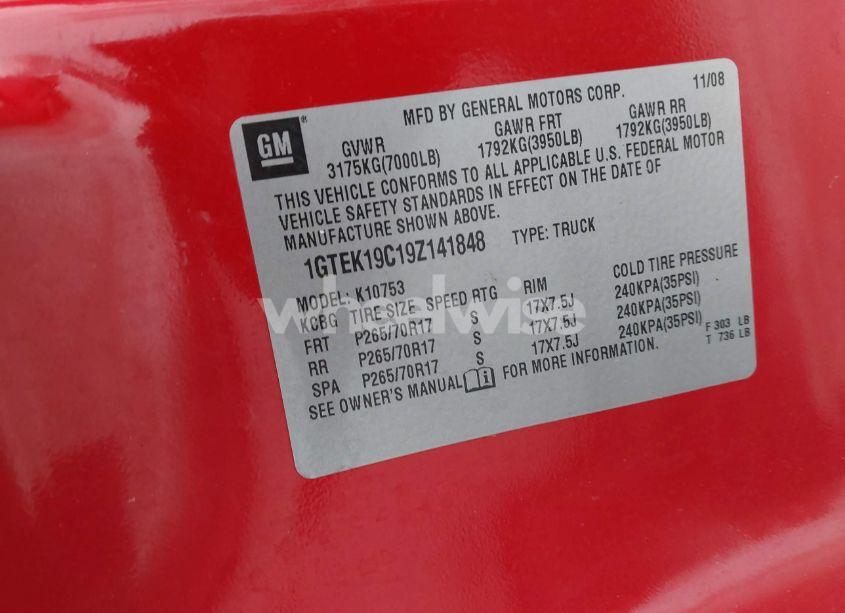 MFD BY GENERAL MOTORS CORP. 11/08
GM
GVWR GAWR FRT GAWR RR
3175KG(7000LB) 1792KG(3950LB) 1792KG(3950LB)
THIS VEHICLE CONFORMS TO ALL APPLICABLE U.S. FEDERAL MOTOR
VEHICLE SAFETY STANDARDS IN EFFECT ON THE DATE OF
MANUFACTURE SHOWN ABOVE.
1GTEK19C19Z141848 TYPE: TRUCK
MODEL: K10753
KCBG TIRE SIZE SPEED RTG RIM COLD TIRE PRESSURE
FRT P265/70R17 S 17X7.5J 240KPA(35PSI)
RR P265/70R17 S 17X7.5J 240KPA(35PSI)
SPA P265/70R17 S 17X7.5J 240KPA(35PSI)
F 303 LB
T 736 LB
SEE OWNER'S MANUAL i FOR MORE INFORMATION.
wheelwise